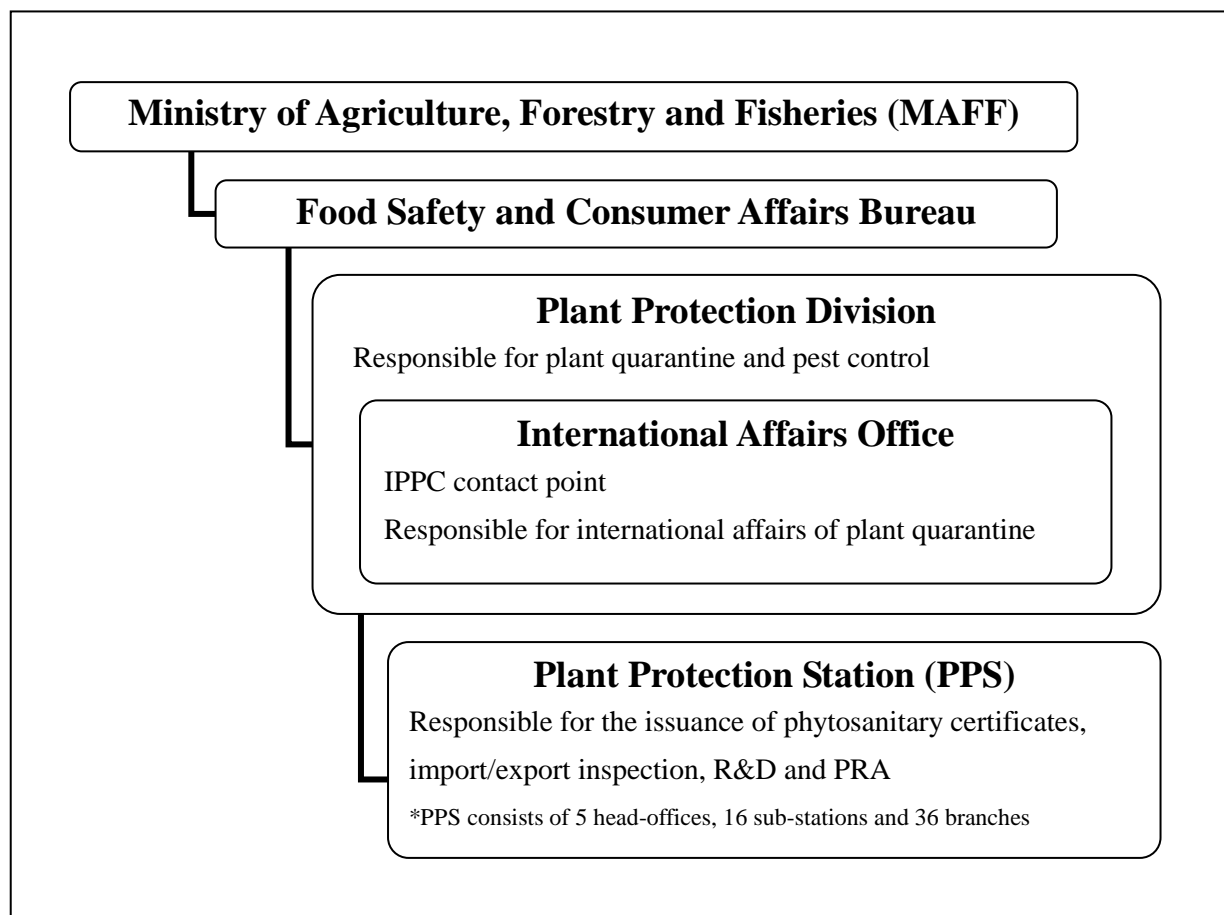 Ministry of Agriculture, Forestry and Fisheries (MAFF)
Food Safety and Consumer Affairs Bureau
Plant Protection Division
Responsible for plant quarantine and pest control
International Affairs Office
IPPC contact point
Responsible for international affairs of plant quarantine
Plant Protection Station (PPS)
Responsible for the issuance of phytosanitary certificates,
import/export inspection, R&D and PRA
*PPS consists of 5 head-offices, 16 sub-stations and 36 branches